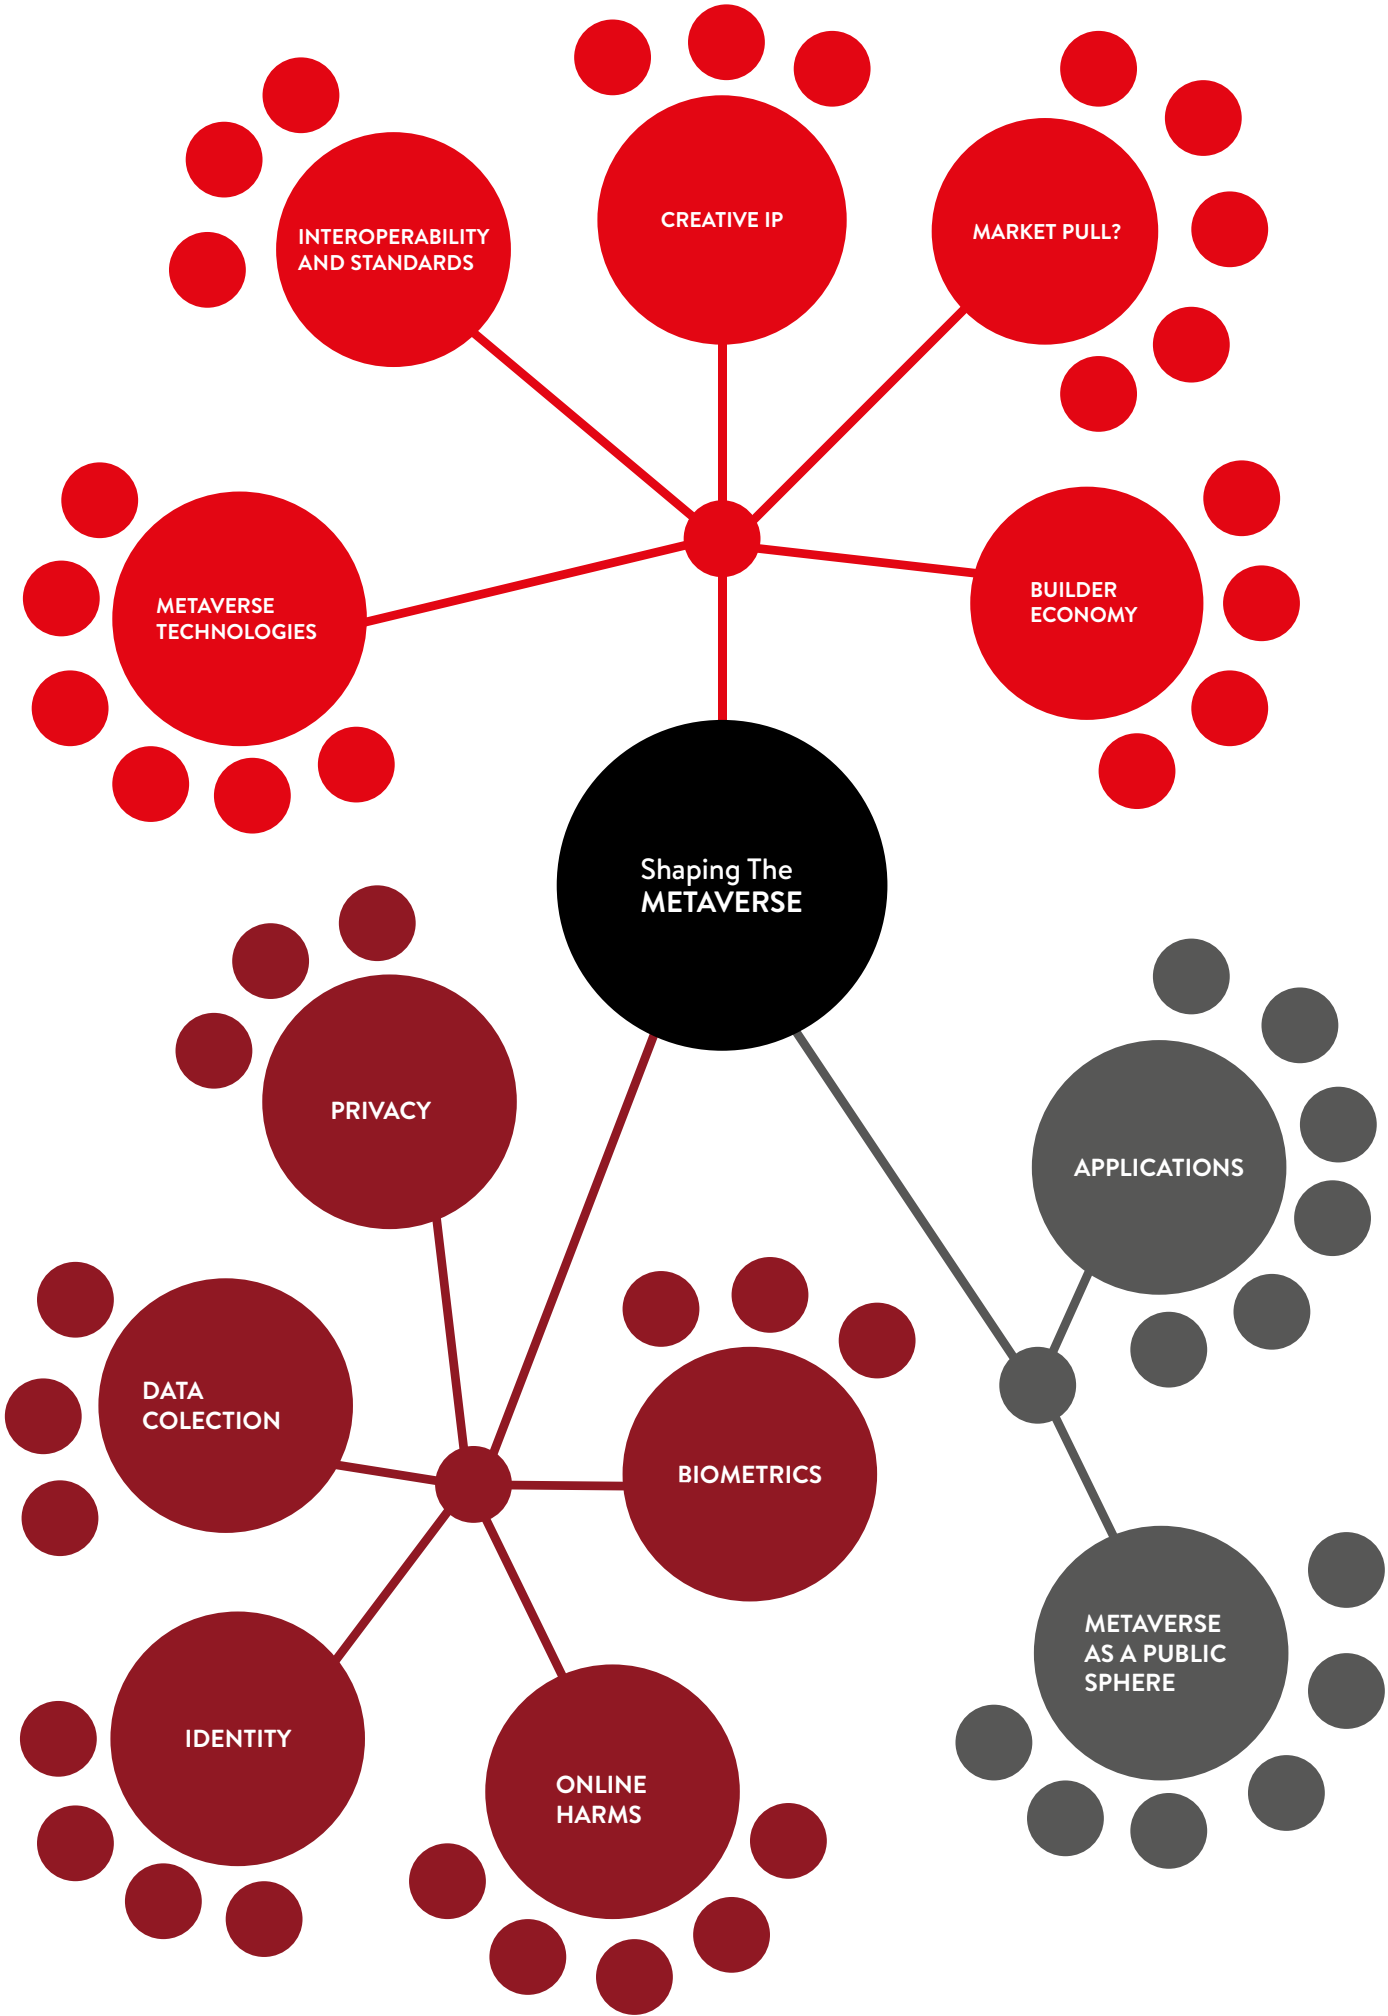 CREATIVE IP
MARKET PULL?
INTEROPERABILITY
AND STANDARDS
METAVERSE
TECHNOLOGIES
BUILDER
ECONOMY
Shaping The
METAVERSE
PRIVACY
APPLICATIONS
DATA
COLECTION
BIOMETRICS
METAVERSE
AS A PUBLIC
SPHERE
IDENTITY
ONLINE
HARMS